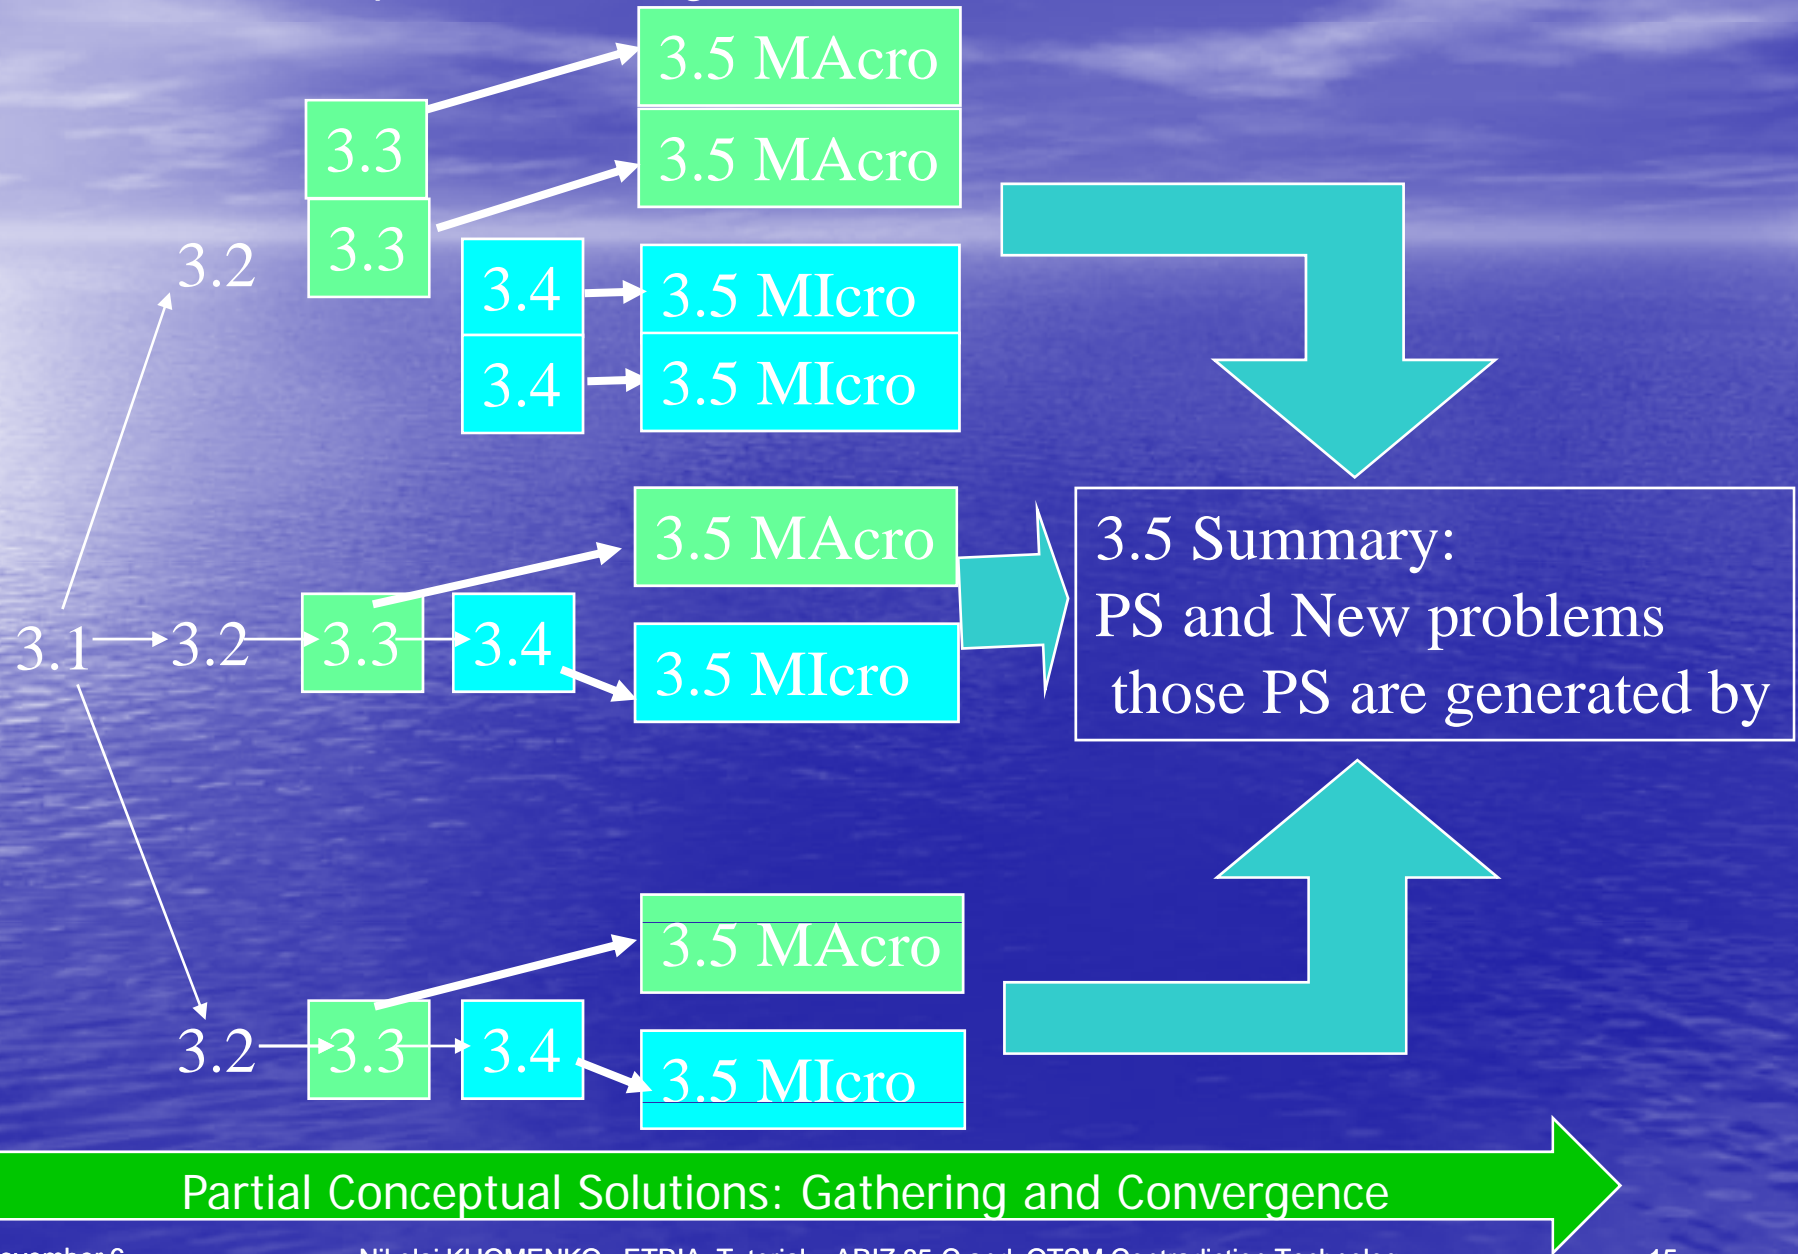 3.5 MAcro
3.3
3.5 MAcro
3.3
3.2
3.4
3.5 MIcro
3.4
3.5 MIcro
3.5 MAcro
3.1
3.2
3.3
3.4
3.5 MIcro
3.5 Summary:
PS and New problems
those PS are generated by
3.5 MAcro
3.2
3.3
3.4
3.5 MIcro
Partial Conceptual Solutions: Gathering and Convergence